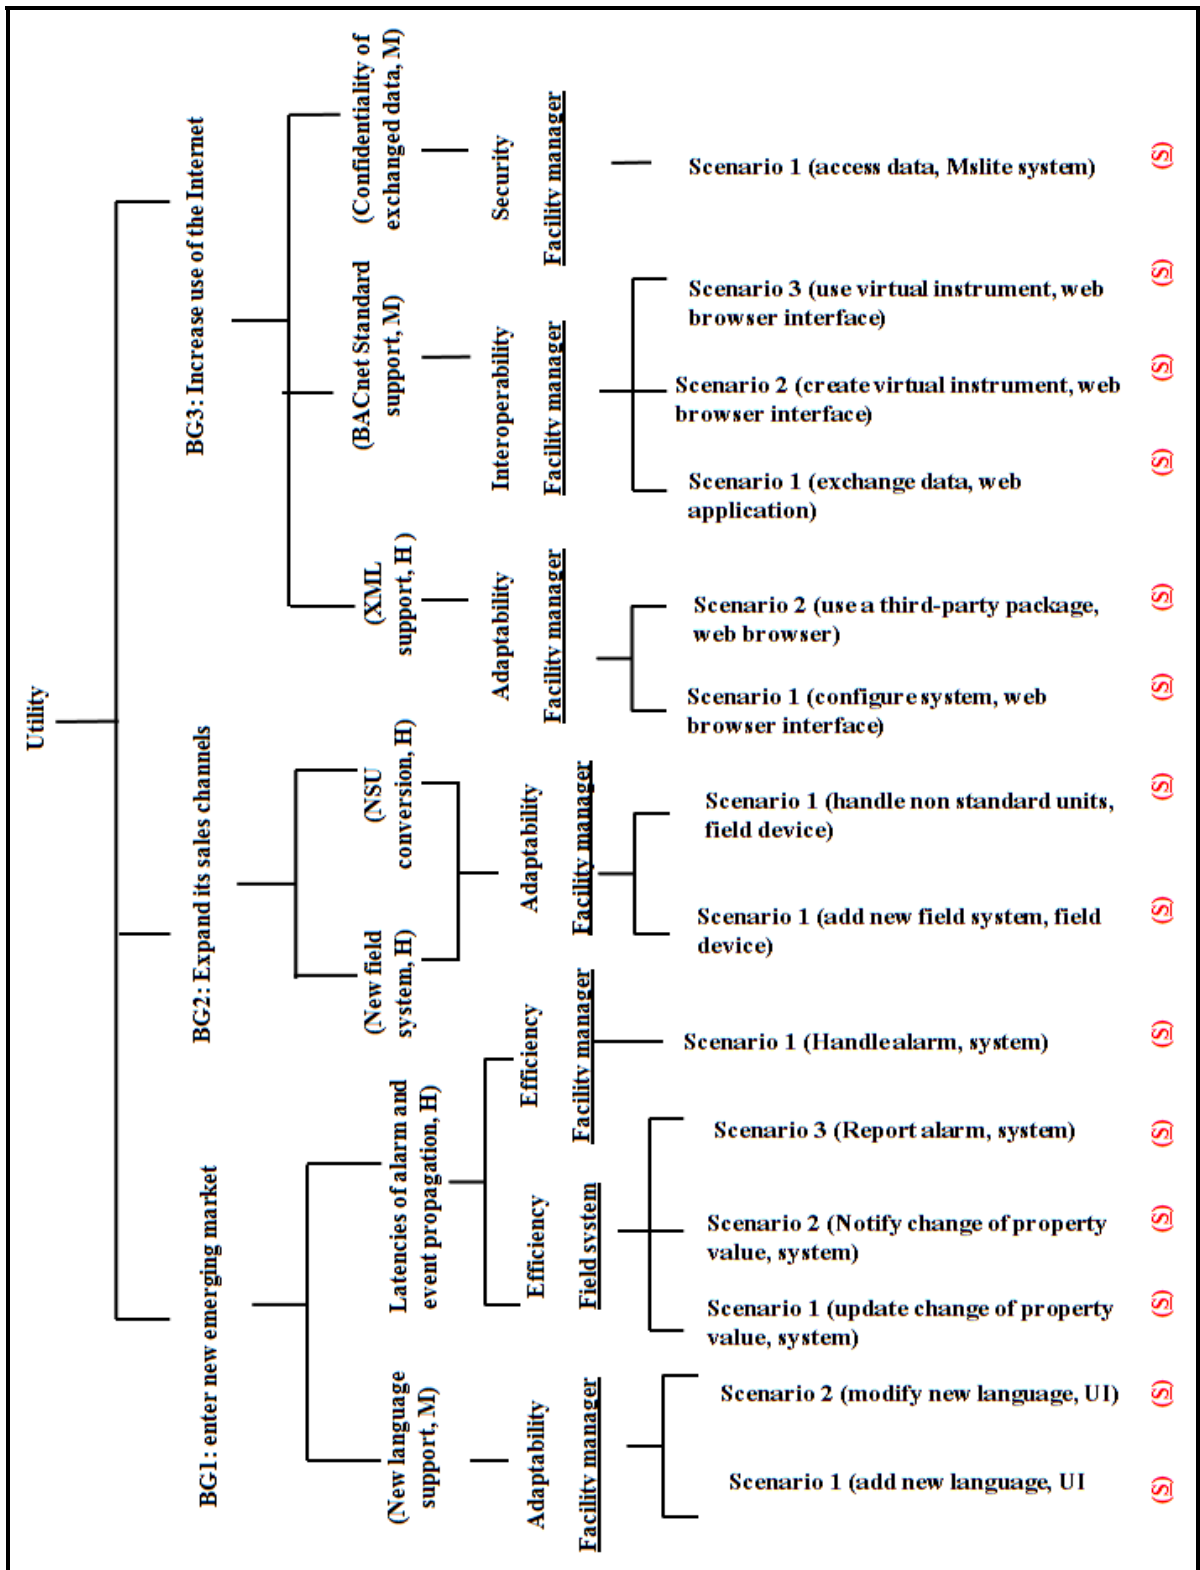 Utility
BG3: Increase use of the Internet
(Confidentiality of
exchanged data, M)
Security
Facility manager
Scenario 1 (access data, Mslite system)
(S)
(BACnet Standard
support, M)
Interoperability
Facility manager
Scenario 3 (use virtual instrument, web
browser interface)
(S)
Scenario 2 (create virtual instrument, web
browser interface)
(S)
Scenario 1 (exchange data, web
application)
(S)
(XML
support, H )
Adaptability
Facility manager
Scenario 2 (use a third-party package,
web browser)
(S)
Scenario 1 (configure system, web
browser interface)
(S)
BG2: Expand its sales channels
(NSU
conversion, H)
(New field
system, H)
Adaptability
Facility manager
Scenario 1 (handle non standard units,
field device)
(S)
Scenario 1 (add new field system, field
device)
(S)
BG1: enter new emerging market
Latencies of alarm and
event propagation, H)
Efficiency
Facility manager
Scenario 1 (Handle alarm, system)
(S)
Efficiency
Field system
Scenario 3 (Report alarm, system)
(S)
Scenario 2 (Notify change of property
value, system)
(S)
Scenario 1 (update change of property
value, system)
(S)
(New language
support, M)
Adaptability
Facility manager
Scenario 2 (modify new language, UI)
(S)
Scenario 1 (add new language, UI
(S)